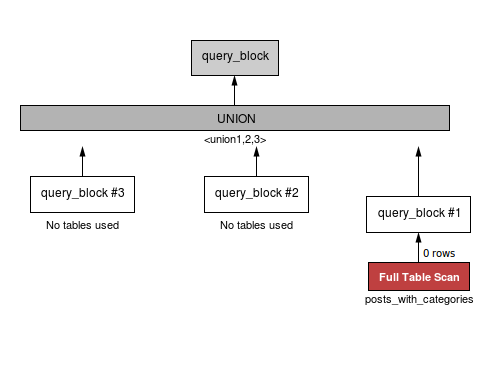 query_block
UNION
<union1,2,3>
query_block #3
query_block #2
query_block #1
No tables used
No tables used
0 rows
Full Table Scan
posts_with_categories